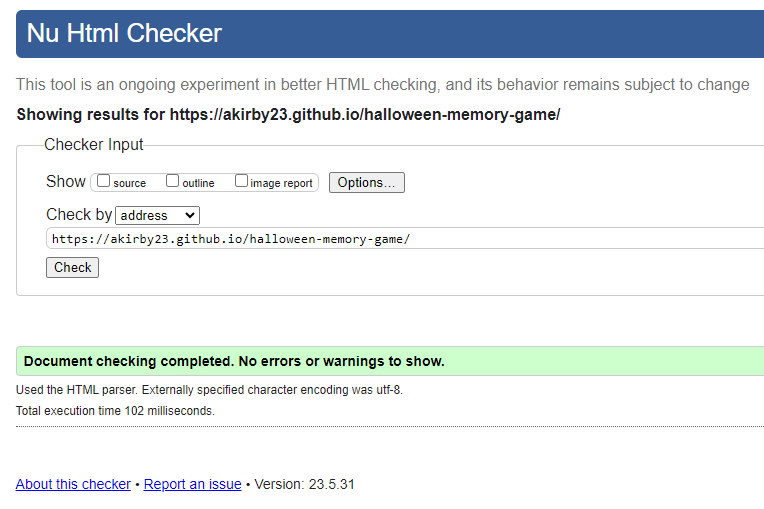 Nu Html Checker
This tool is an ongoing experiment in better HTML checking, and its behavior remains subject to change
Showing results for https://akirby23.github.io/halloween-memory-game/
Checker Input
Show source outline image report Options...
Check by address
https://akirby23.github.io/halloween-memory-game/
Check
Document checking completed. No errors or warnings to show.
Used the HTML parser. Externally specified character encoding was utf-8.
Total execution time 102 milliseconds.
About this checker • Report an issue • Version: 23.5.31